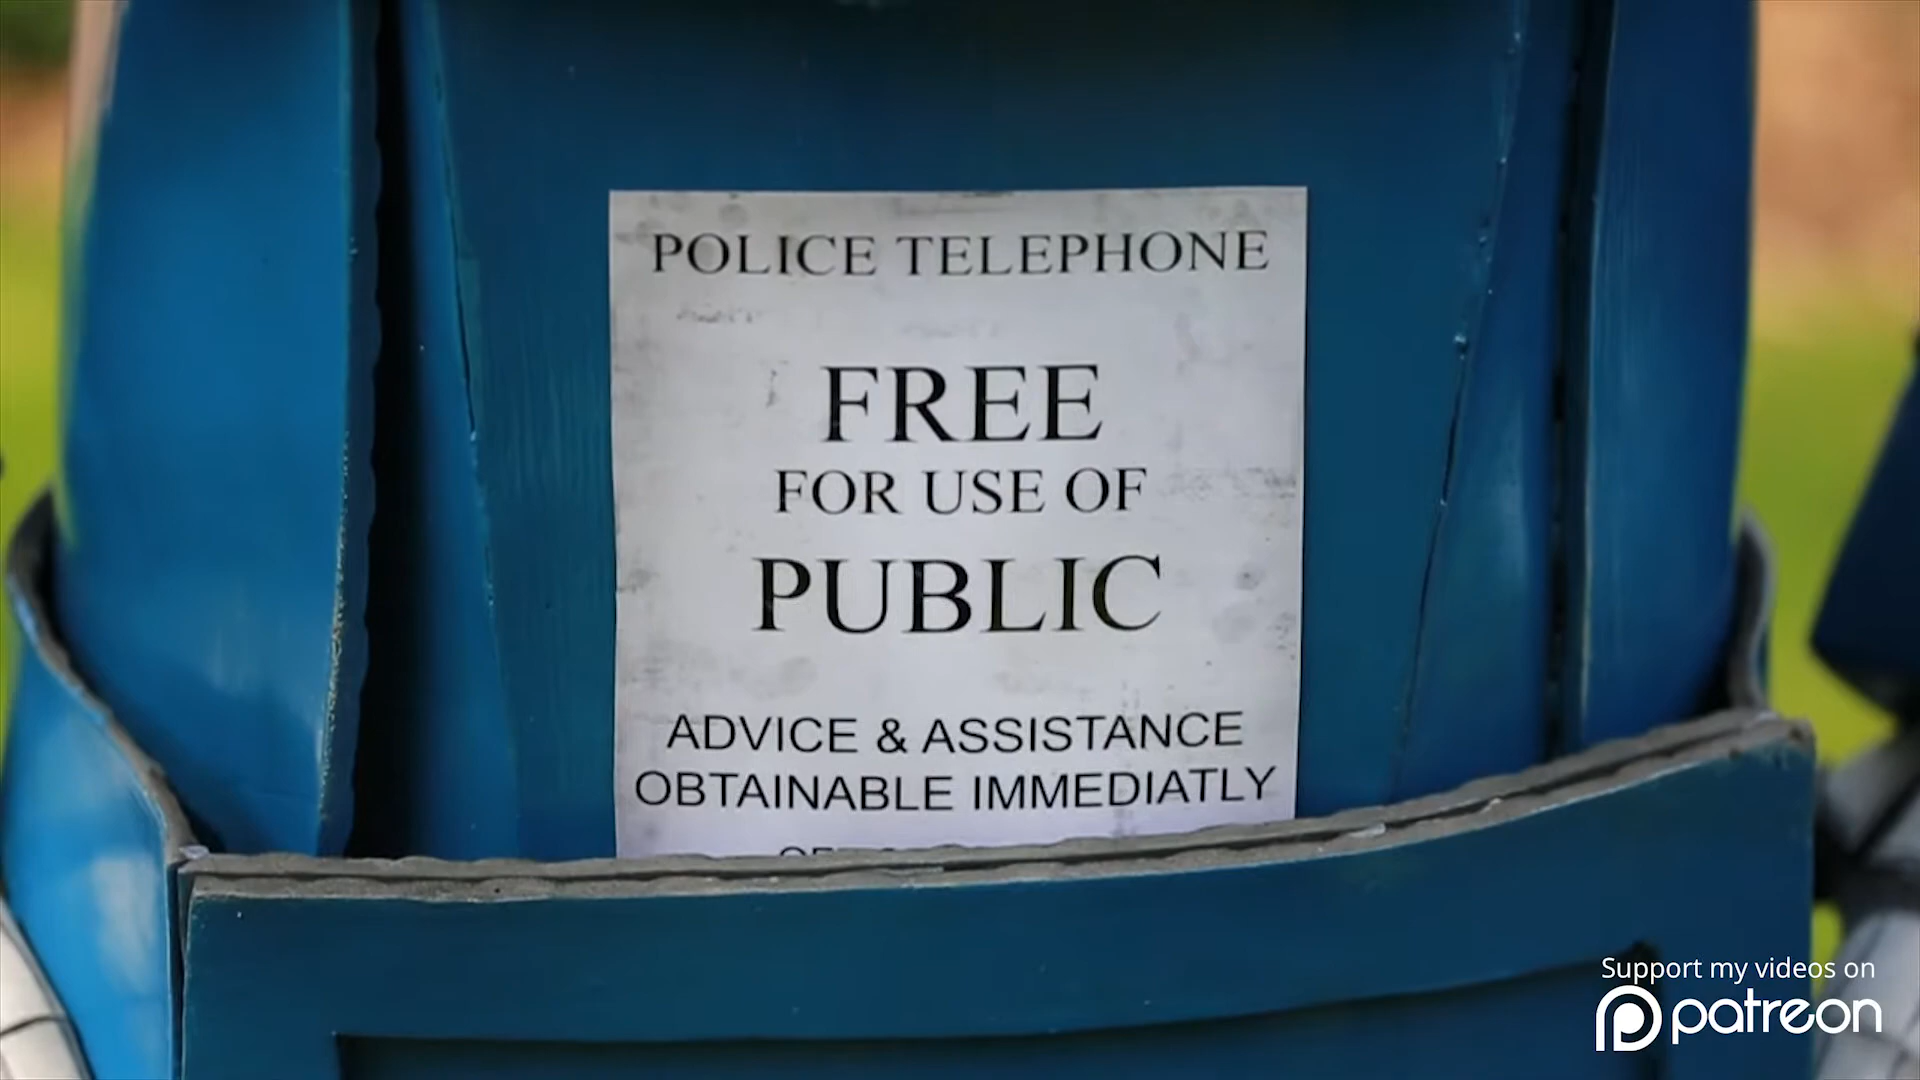 POLICE TELEPHONE
FREE
FOR USE OF
PUBLIC
ADVICE & ASSISTANCE
OBTAINABLE IMMEDIATLY
Support my videos on
patreon